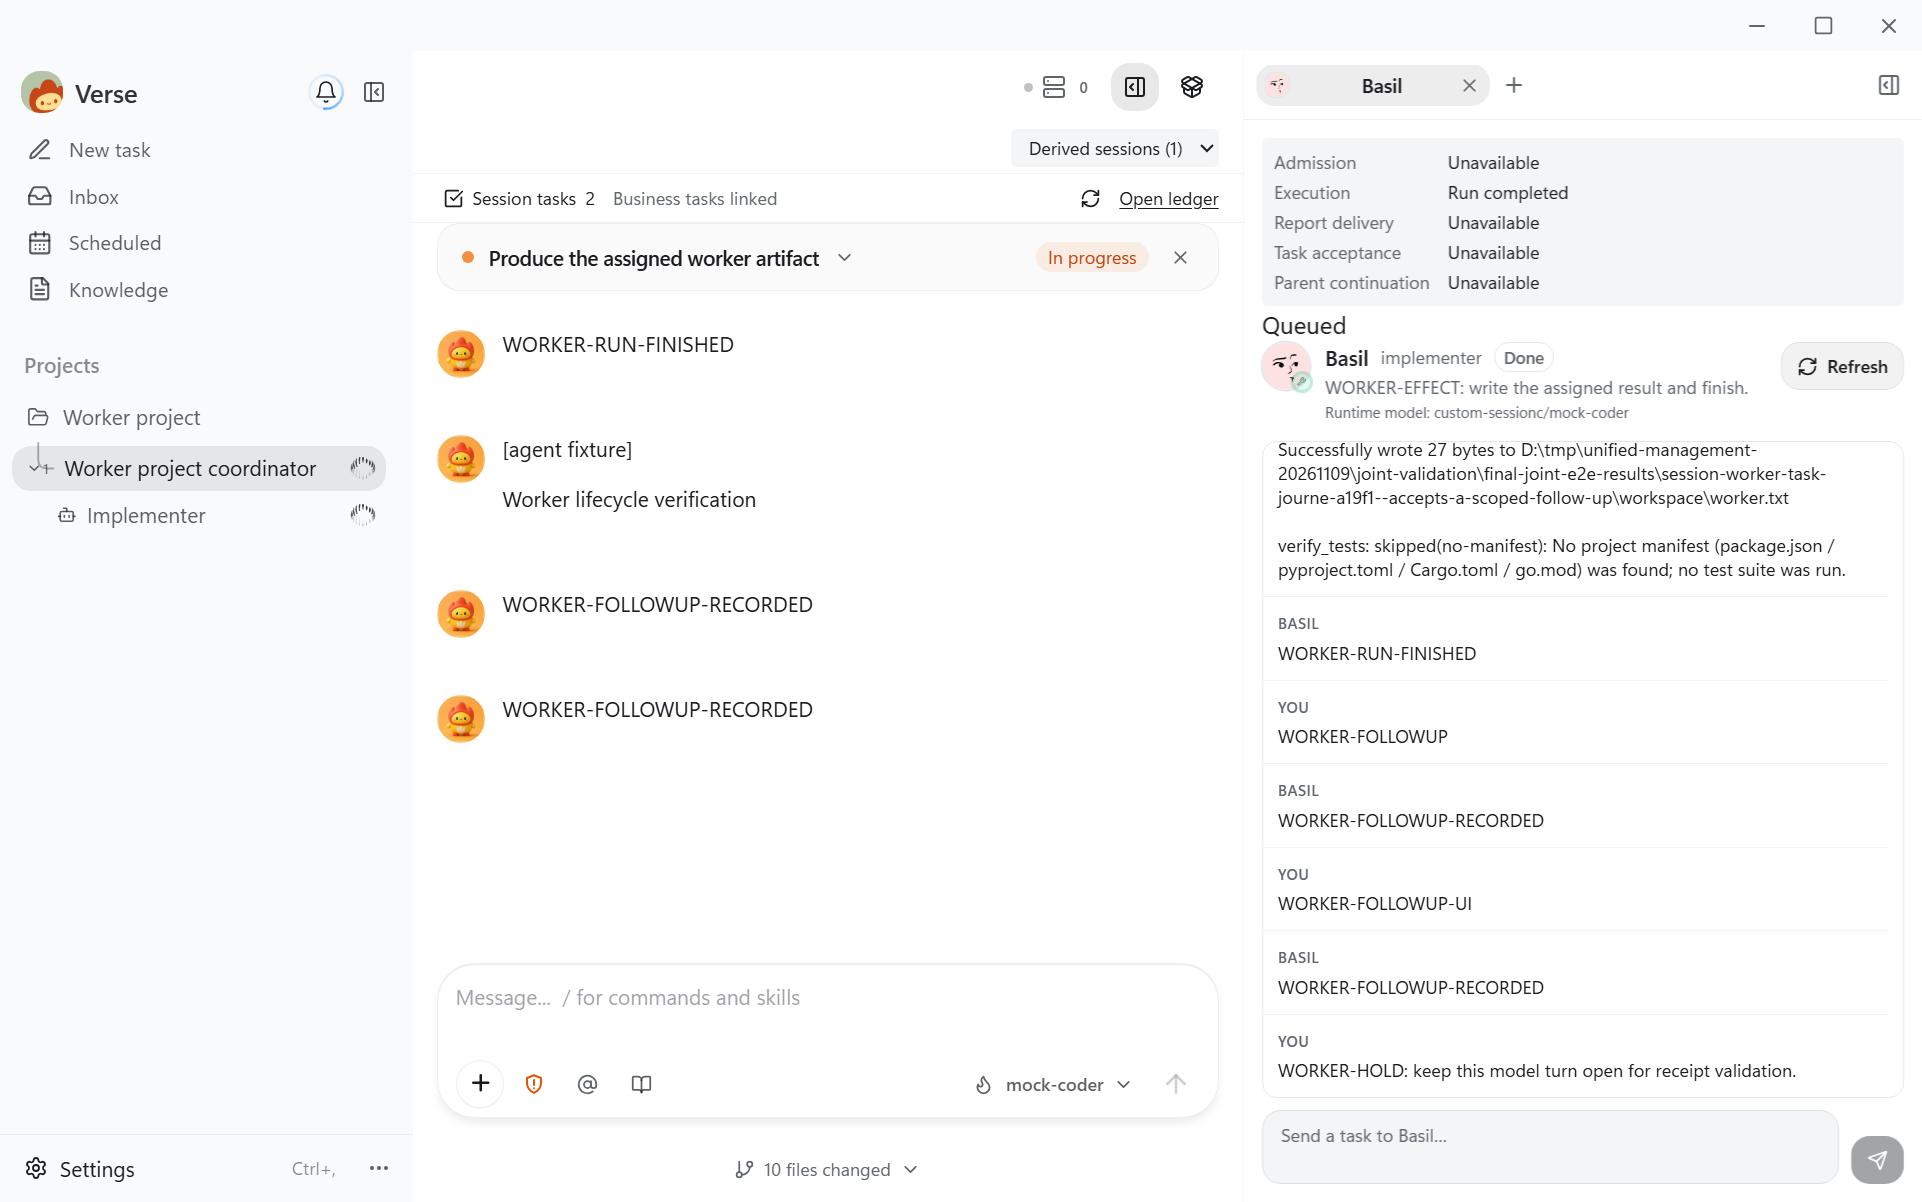 Verse
New task
Inbox
Scheduled
Knowledge
Projects
Worker project
Worker project coordinator
Implementer
Settings
Ctrl+,
0
Derived sessions (1)
Session tasks 2 Business tasks linked
Open ledger
Produce the assigned worker artifact
In progress
WORKER-RUN-FINISHED
[agent fixture]
Worker lifecycle verification
WORKER-FOLLOWUP-RECORDED
WORKER-FOLLOWUP-RECORDED
Message... / for commands and skills
mock-coder
10 files changed
Basil
Admission Unavailable
Execution Run completed
Report delivery Unavailable
Task acceptance Unavailable
Parent continuation Unavailable
Queued
Basil implementer Done
WORKER-EFFECT: write the assigned result and finish.
Runtime model: custom-sessionc/mock-coder
Refresh
Successfully wrote 27 bytes to D:\tmp\unified-management-
20261109\joint-validation\final-joint-e2e-results\session-worker-task-
journe-a19f1--accepts-a-scoped-follow-up\workspace\worker.txt
verify_tests: skipped(no-manifest): No project manifest (package.json /
pyproject.toml / Cargo.toml / go.mod) was found; no test suite was run.
BASIL
WORKER-RUN-FINISHED
YOU
WORKER-FOLLOWUP
BASIL
WORKER-FOLLOWUP-RECORDED
YOU
WORKER-FOLLOWUP-UI
BASIL
WORKER-FOLLOWUP-RECORDED
YOU
WORKER-HOLD: keep this model turn open for receipt validation.
Send a task to Basil...